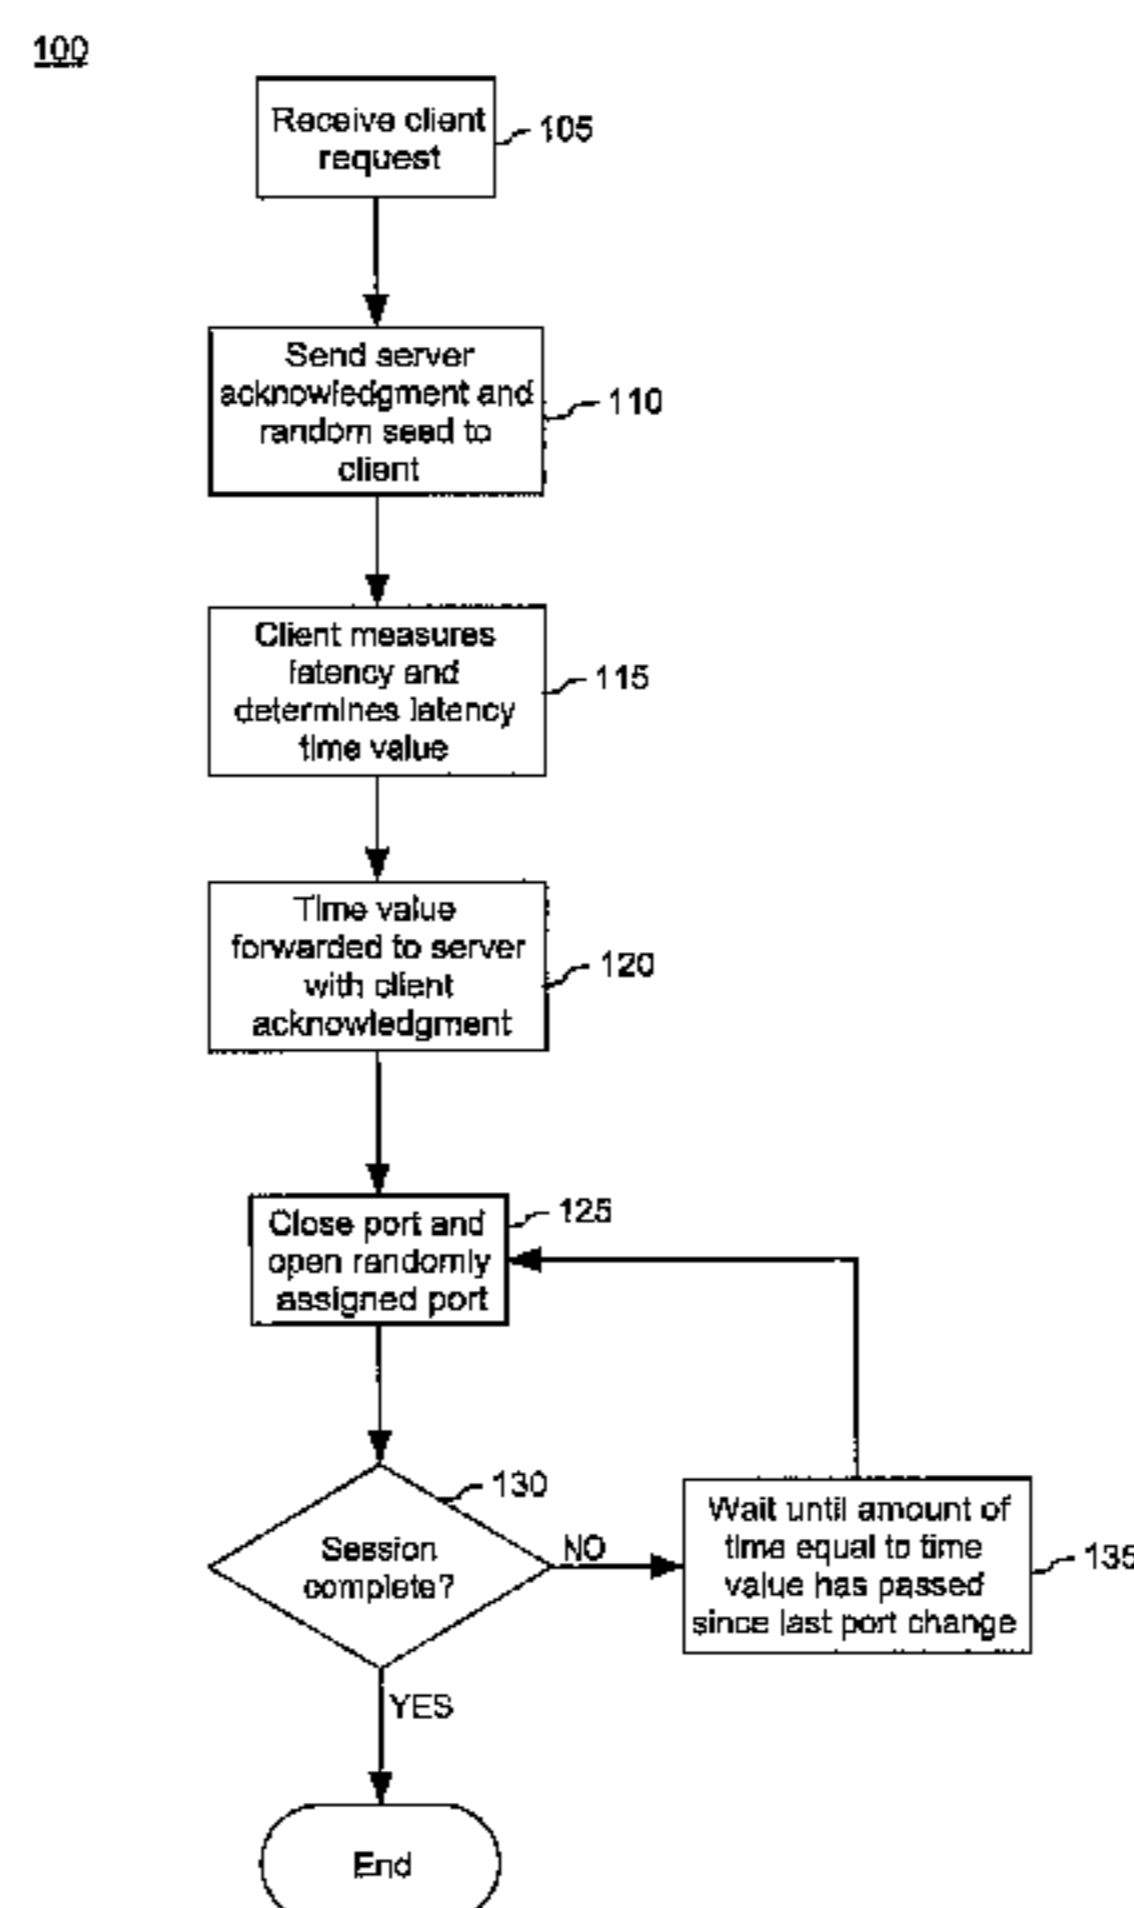 100
Receive client
request
105
Send server
acknowledgment and
random seed to
client
110
Client measures
latency and
determines latency
time value
115
Time value
forwarded to server
with client
acknowledgment
120
Close port and
open randomly
assigned port
125
Session
complete?
130
NO
Wait until amount of
time equal to time
value has passed
since last port change
135
YES
End